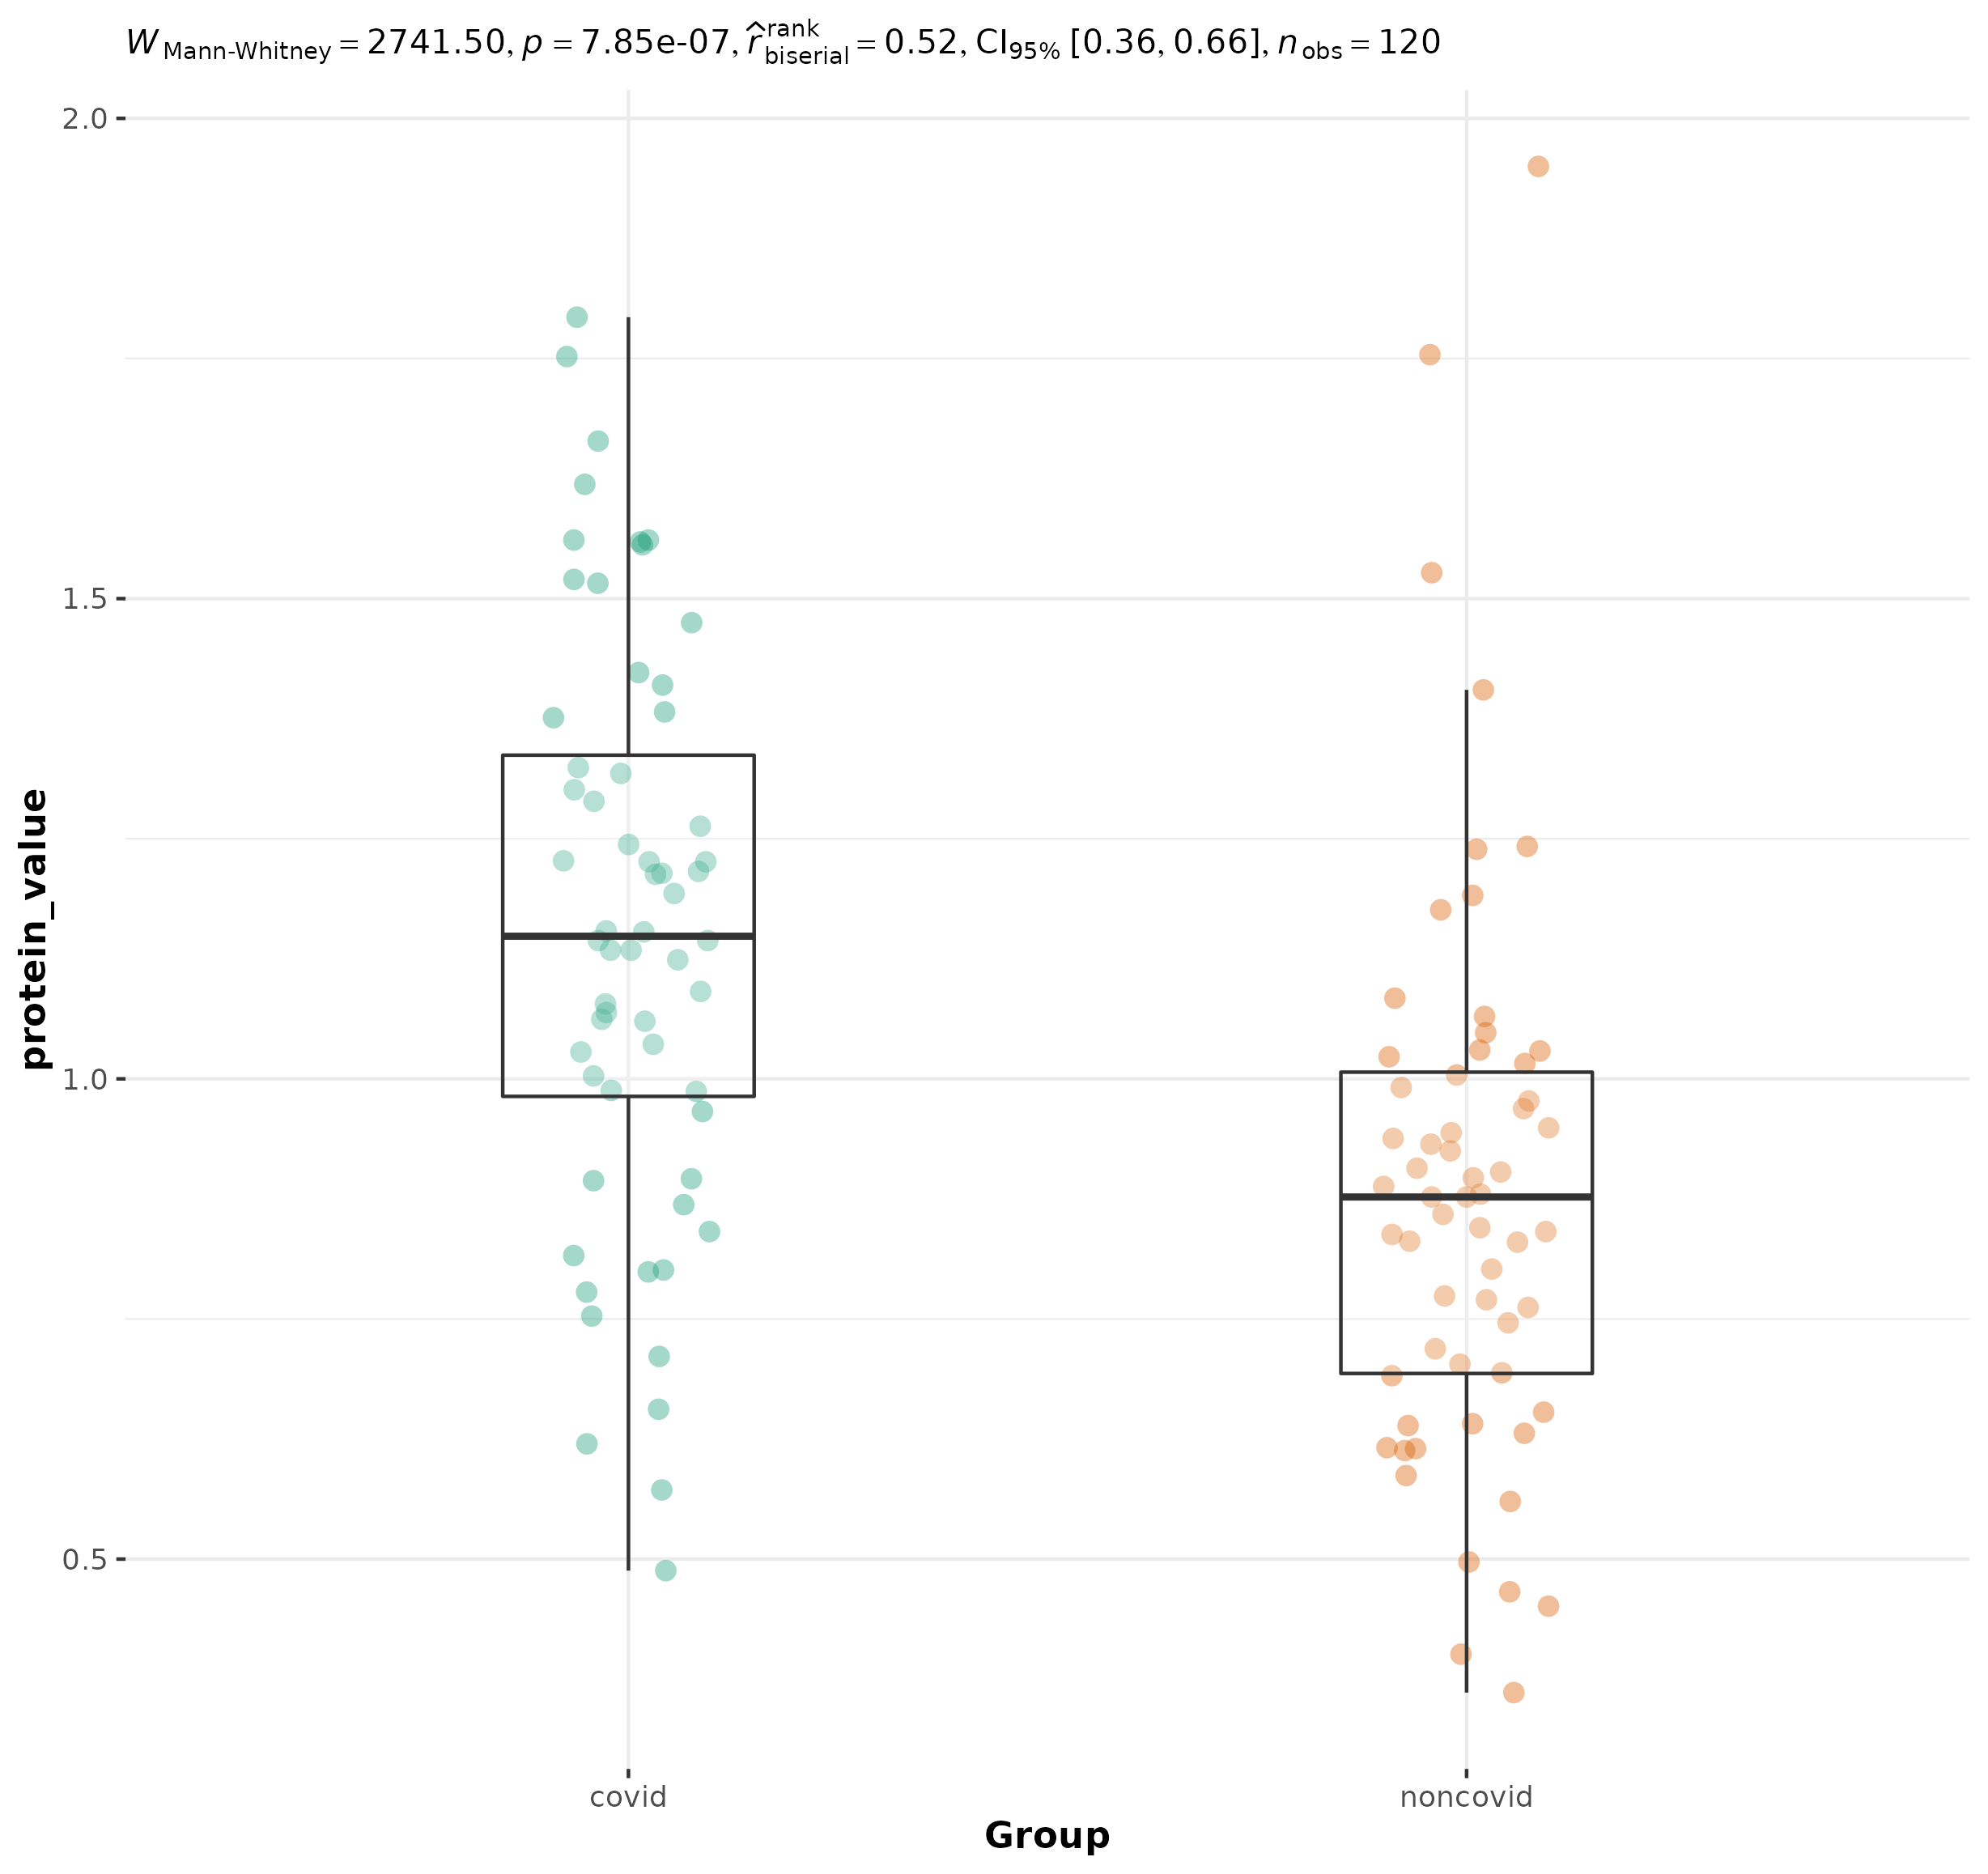 W Mann-Whitney = 2741.50, p = 7.85e-07, r̂ rank biserial = 0.52, CI95% [0.36, 0.66], nobs = 120
2.0
1.5
1.0
0.5
protein_value
covid noncovid
Group